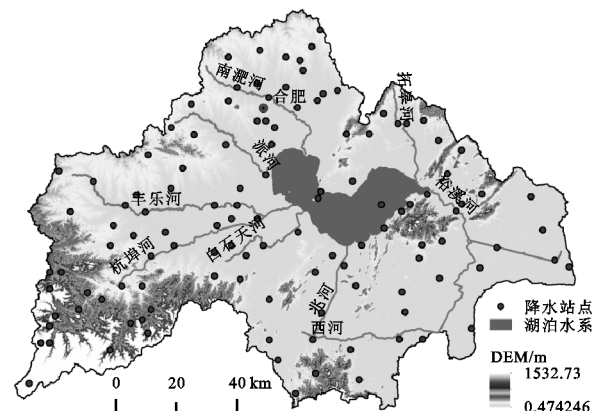 南淝河
合肥
拓皋河
派河
裕溪河
丰乐河
白石天河
杭埠河
兆河
西河
降水站点
湖泊水系
DEM/m
1532.73
0.474246
0 20 40 km